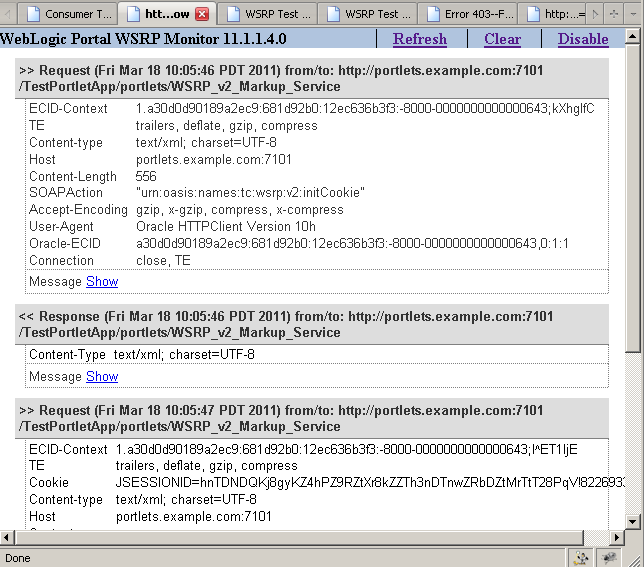 Consumer T...
htt...ow
WSRP Test ...
WSRP Test ...
Error 403--F...
http:...=
WebLogic Portal WSRP Monitor 11.1.1.4.0
Refresh
Clear
Disable
>> Request (Fri Mar 18 10:05:46 PDT 2011) from/to: http://portlets.example.com:7101
/TestPortletApp/portlets/WSRP_v2_Markup_Service
ECID-Context 1.a30d0d90189a2ec9:681d92b0:12ec636b3f3:-8000-0000000000000643;kXhgIfC
TE trailers, deflate, gzip, compress
Content-type text/xml; charset=UTF-8
Host portlets.example.com:7101
Content-Length 556
SOAPAction "urn:oasis:names:tc:wsrp:v2:initCookie"
Accept-Encoding gzip, x-gzip, compress, x-compress
User-Agent Oracle HTTPClient Version 10h
Oracle-ECID a30d0d90189a2ec9:681d92b0:12ec636b3f3:-8000-0000000000000643,0:1:1
Connection close, TE
Message Show
<< Response (Fri Mar 18 10:05:46 PDT 2011) from/to: http://portlets.example.com:7101
/TestPortletApp/portlets/WSRP_v2_Markup_Service
Content-Type text/xml; charset=UTF-8
Message Show
>> Request (Fri Mar 18 10:05:47 PDT 2011) from/to: http://portlets.example.com:7101
/TestPortletApp/portlets/WSRP_v2_Markup_Service
ECID-Context 1.a30d0d90189a2ec9:681d92b0:12ec636b3f3:-8000-0000000000000643;I^ET1IjE
TE trailers, deflate, gzip, compress
Cookie
Content-type text/xml; charset=UTF-8
Host portlets.example.com:7101
Done